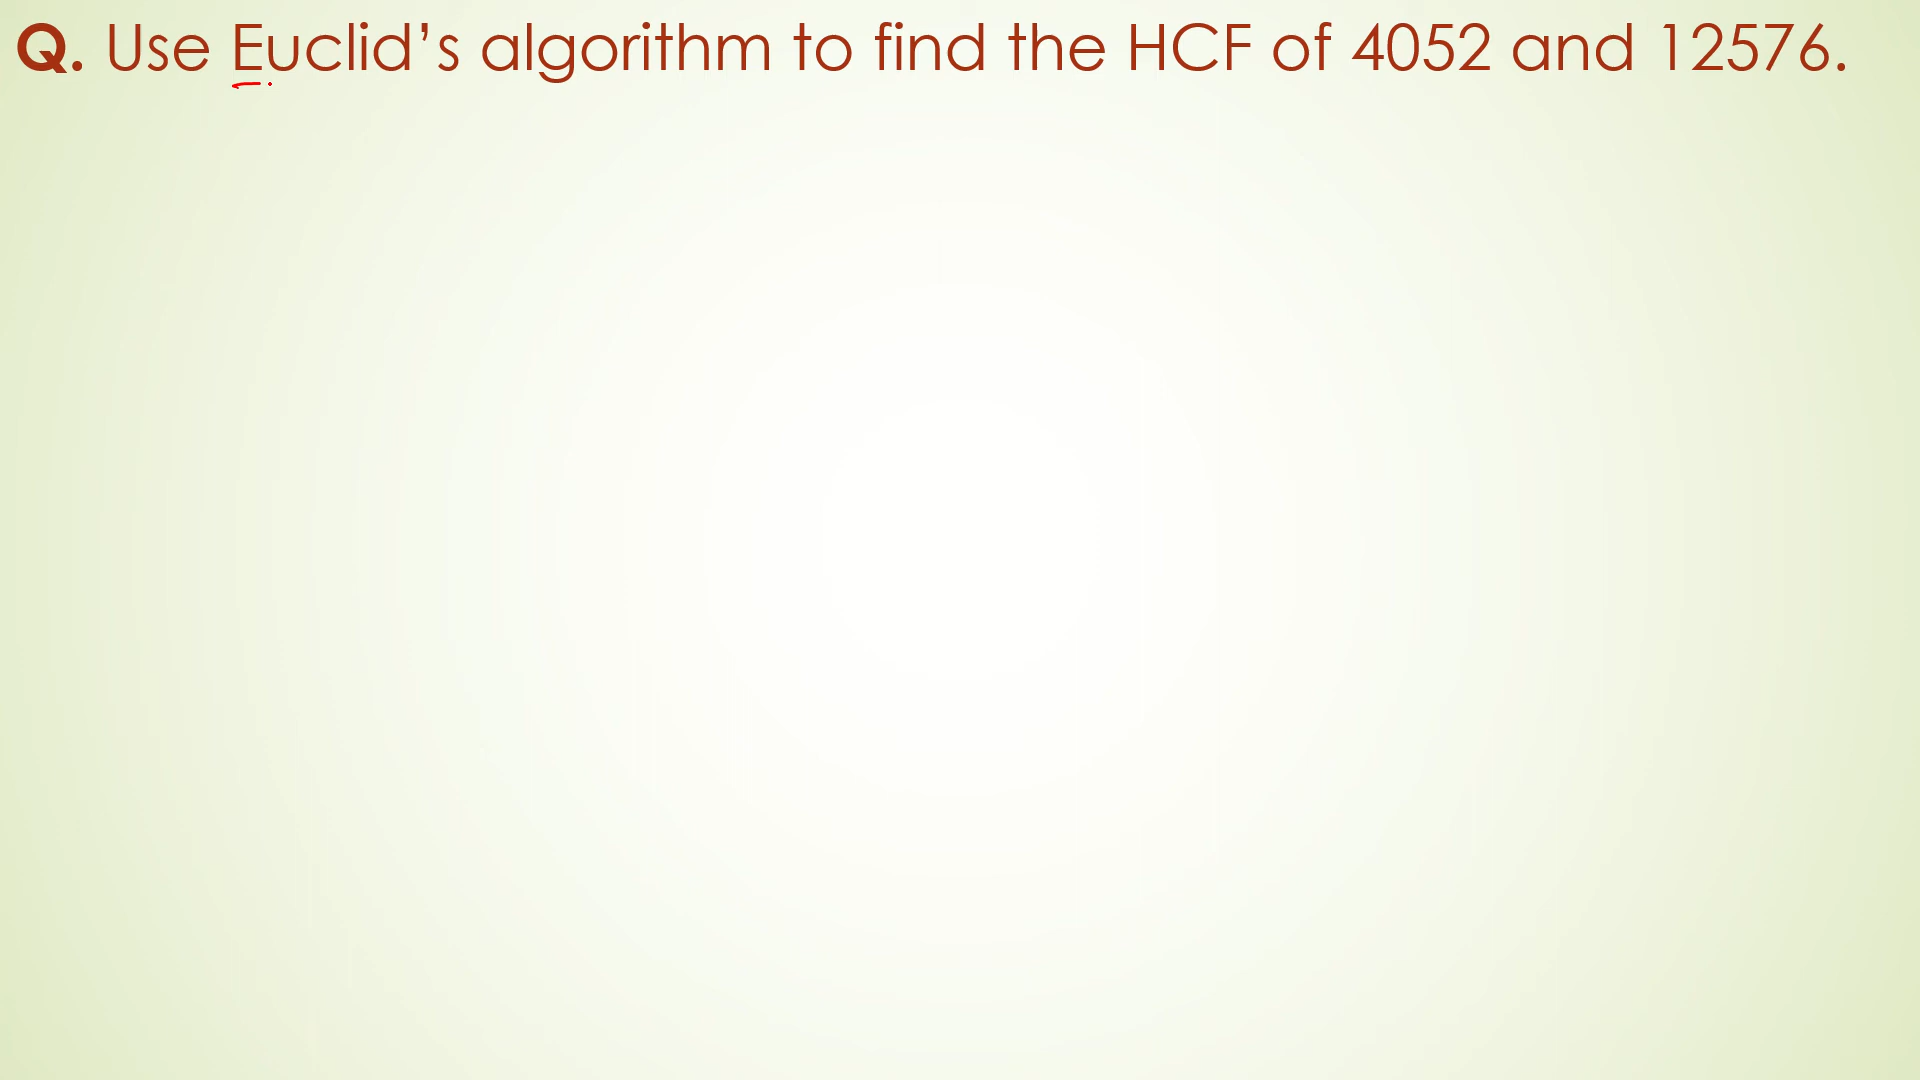 Q. Use Euclid’s algorithm to find the HCF of 4052 and 12576.